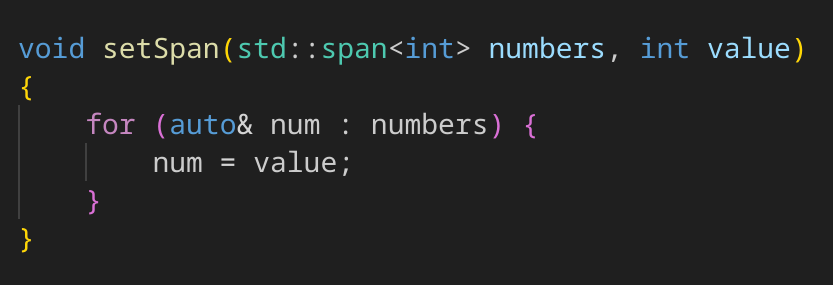 void setSpan(std::span<int> numbers, int value)
{
    for (auto& num : numbers) {
        num = value;
    }
}